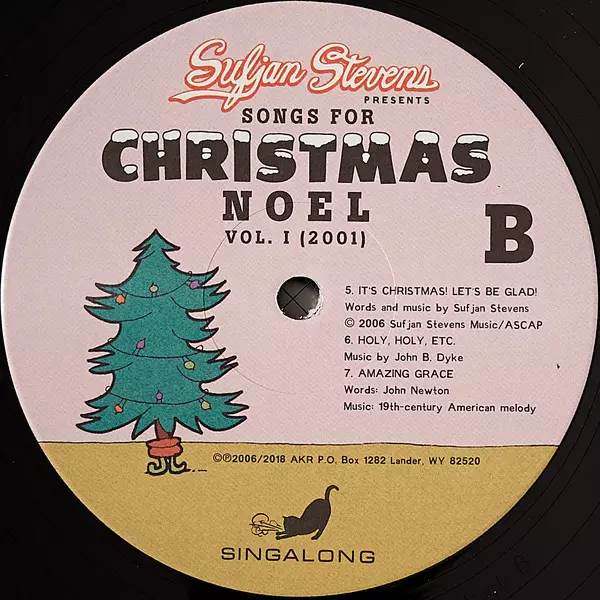 Sufjan Stevens
PRESENTS
SONGS FOR
CHRISTMAS
NOEL
VOL. I (2001)
B
5. IT'S CHRISTMAS! LET'S BE GLAD!
Words and music by Sufjan Stevens
© 2006 Sufjan Stevens Music/ASCAP
6. HOLY, HOLY, ETC.
Music by John B. Dyke
7. AMAZING GRACE
Words: John Newton
Music: 19th-century American melody
©℗2006/2018 AKR P.O. Box 1282 Lander, WY 82520
SINGALONG